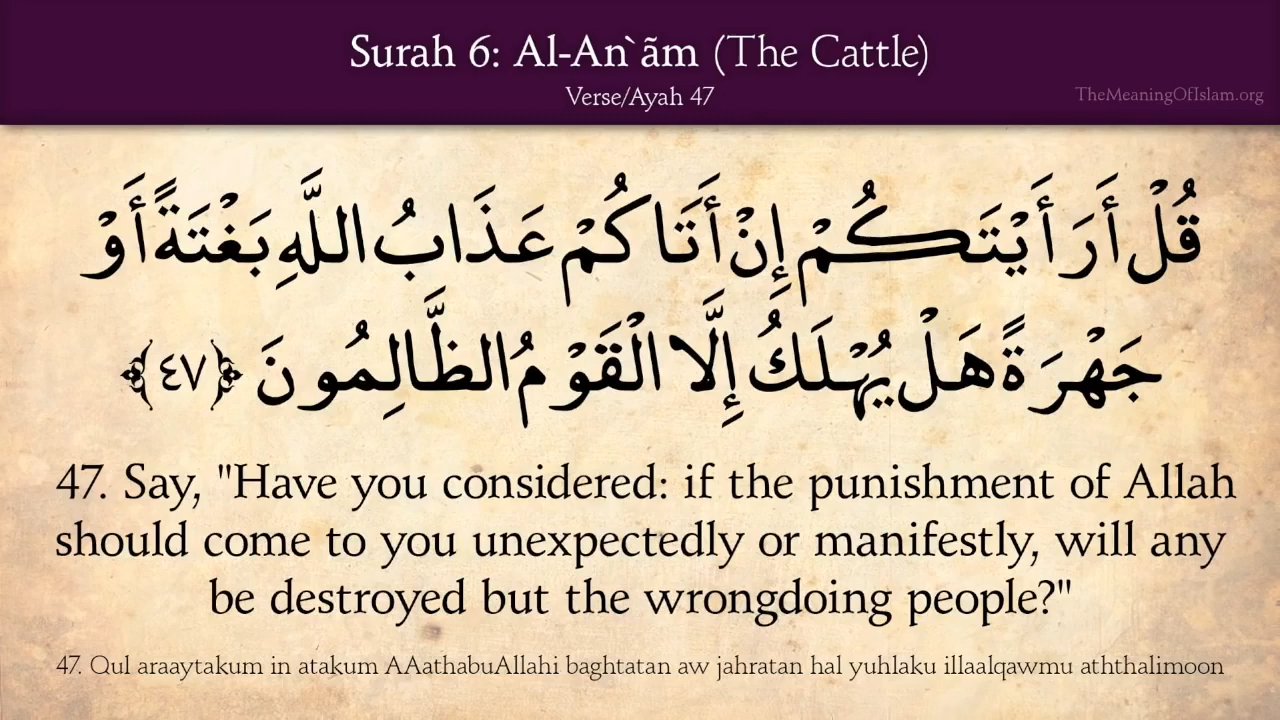 Surah 6: Al-An`ãm (The Cattle)
Verse/Ayah 47
TheMeaningOfIslam.org
قُلْ أَرَأَيْتَكُمْ إِنْ أَتَاكُمْ عَذَابُ اللَّهِ بَغْتَةً أَوْ
جَهْرَةً هَلْ يُهْلَكُ إِلَّا الْقَوْمُ الظَّالِمُونَ ﴿٤٧﴾
47. Say, "Have you considered: if the punishment of Allah
should come to you unexpectedly or manifestly, will any
be destroyed but the wrongdoing people?"
47. Qul araaytakum in atakum AAathabuAllahi baghtatan aw jahratan hal yuhlaku illaalqawmu aththalimoon